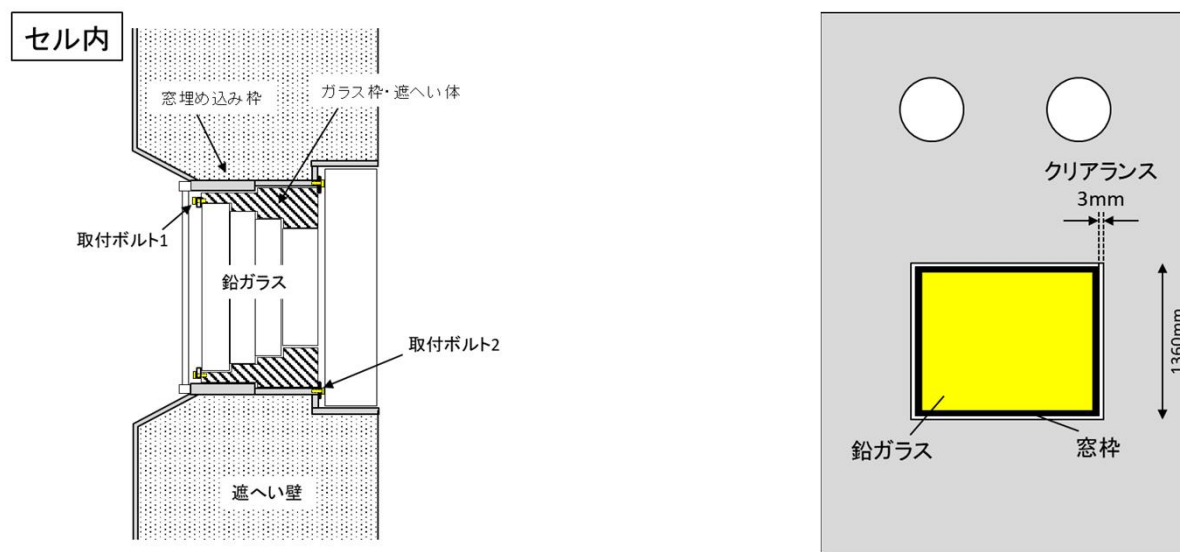 セル内
窓埋め込み枠
ガラス枠・遮へい体
取付ボルト1
鉛ガラス
取付ボルト2
遮へい壁
クリアランス
3mm
1360mm
鉛ガラス
窓枠